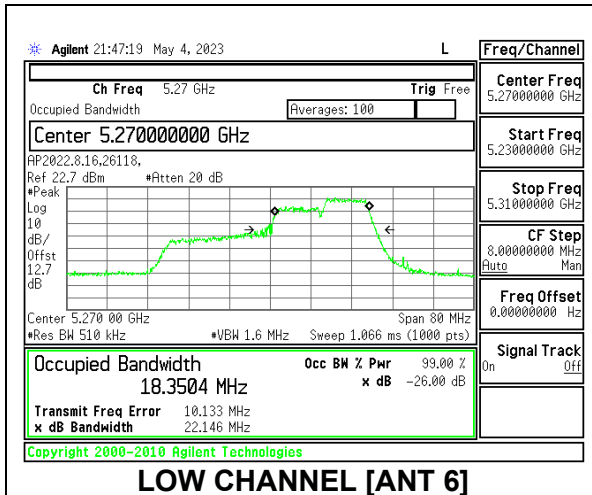 Agilent 21:47:19 May 4, 2023 L Freq/Channel
Ch Freq 5.27 GHz Trig Free
Occupied Bandwidth Averages: 100
Center 5.270000000 GHz
AP2022.8.16,26118,
Ref 22.7 dBm #Atten 20 dB
#Peak
Log
10
dB/
Offst
12.7
dB
Center 5.270 00 GHz Span 80 MHz
#Res BW 510 kHz #VBW 1.6 MHz Sweep 1.066 ms (1000 pts)
Occupied Bandwidth Occ BW % Pwr 99.00 %
18.3504 MHz x dB -26.00 dB
Transmit Freq Error 10.133 MHz
x dB Bandwidth 22.146 MHz
Center Freq
5.27000000 GHz
Start Freq
5.23000000 GHz
Stop Freq
5.31000000 GHz
CF Step
8.00000000 MHz
Auto Man
Freq Offset
0.00000000 Hz
Signal Track
On Off
Copyright 2000-2010 Agilent Technologies
LOW CHANNEL [ANT 6]